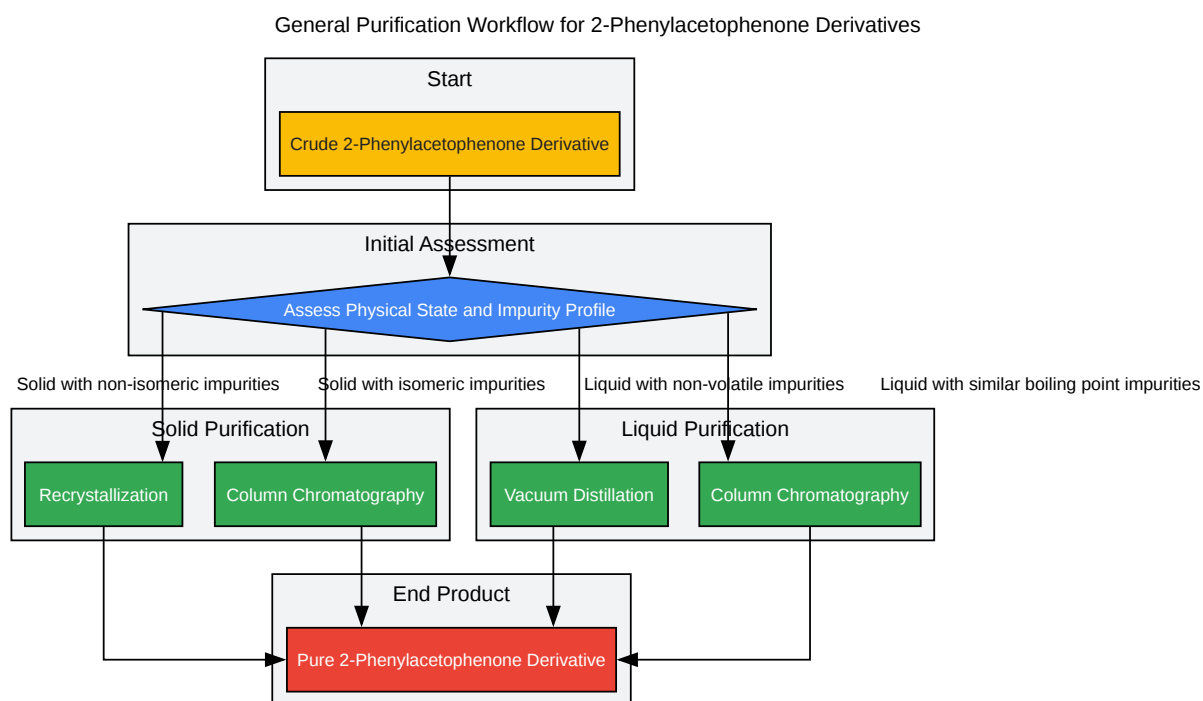 General Purification Workflow for 2-Phenylacetophenone Derivatives
Start
Crude 2-Phenylacetophenone Derivative
Initial Assessment
Assess Physical State and Impurity Profile
Solid with non-isomeric impurities
Solid with isomeric impurities
Liquid with non-volatile impurities
Liquid with similar boiling point impurities
Solid Purification
Liquid Purification
Recrystallization
Column Chromatography
Vacuum Distillation
Column Chromatography
End Product
Pure 2-Phenylacetophenone Derivative